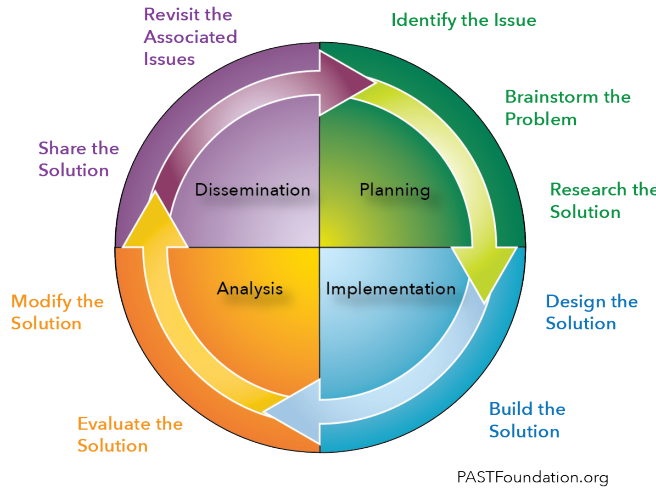 Revisit the
Associated
Issues
Identify the Issue
Brainstorm the
Problem
Share the
Solution
Research the
Solution
Dissemination
Planning
Analysis
Implementation
Modify the
Solution
Design the
Solution
Evaluate the
Solution
Build the
Solution
PASTFoundation.org